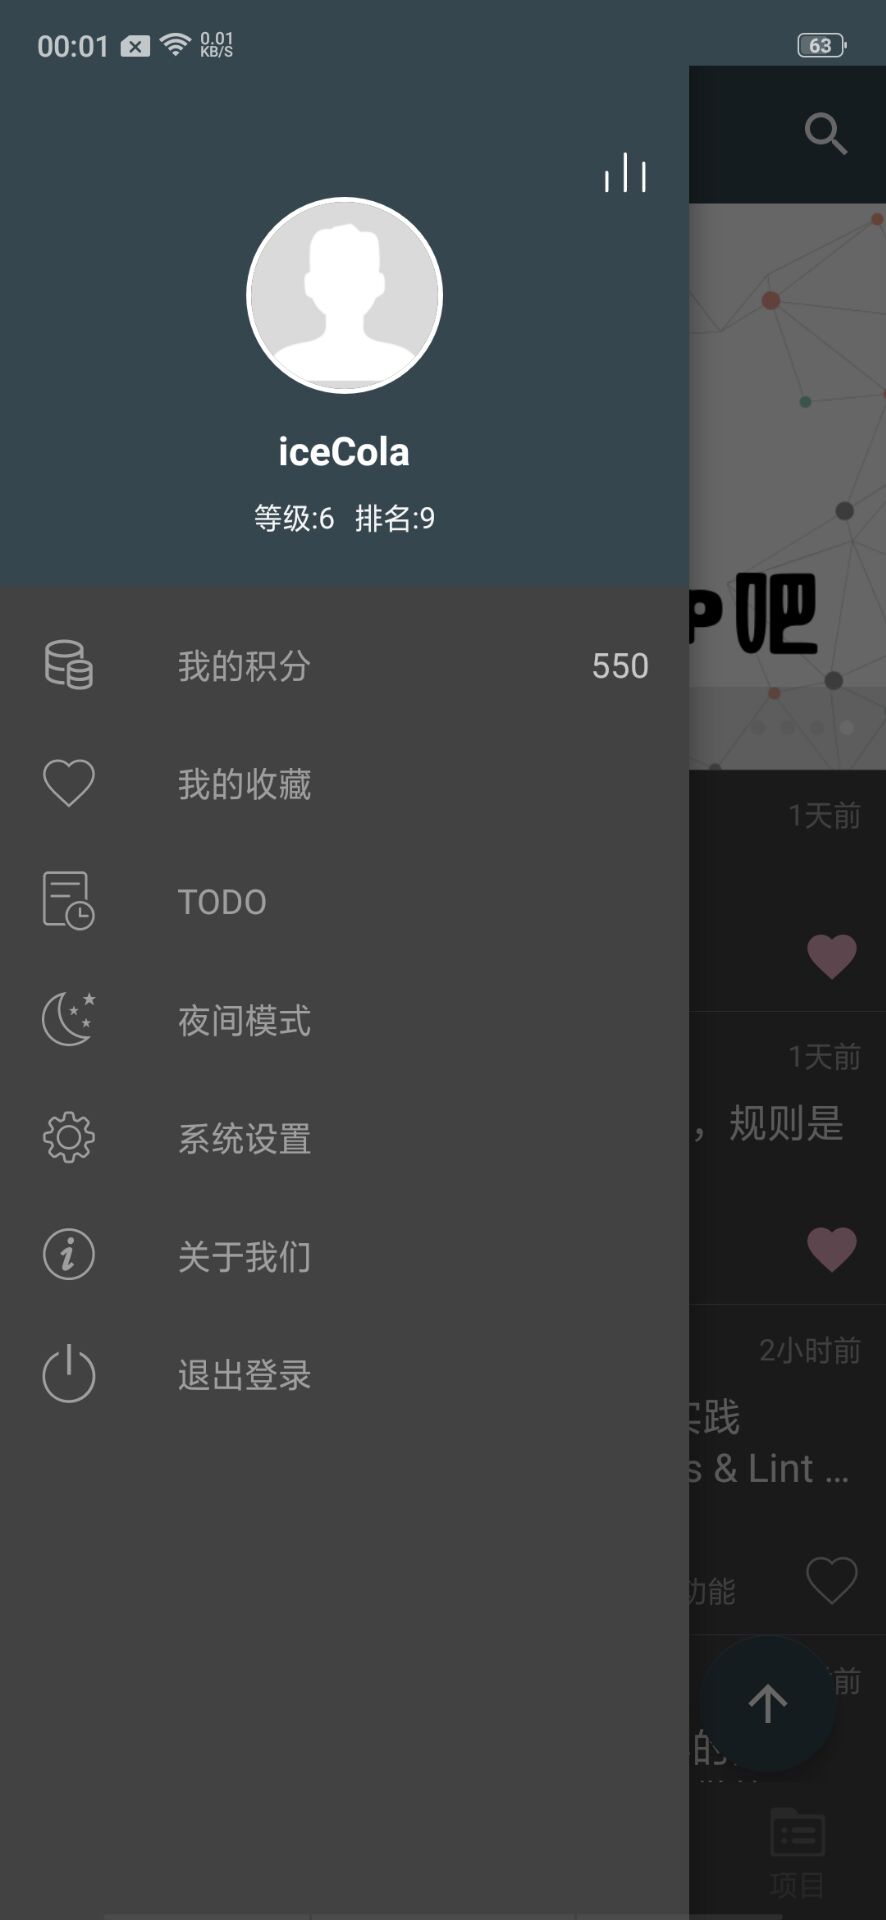 00:01
0.01
KB/S
63
iceCola
等级:6 排名:9
我的积分 550
我的收藏
TODO
夜间模式
系统设置
关于我们
退出登录
P吧
1天前
1天前
，规则是
2小时前
实践
s & Lint ...
功能
前
的
项目